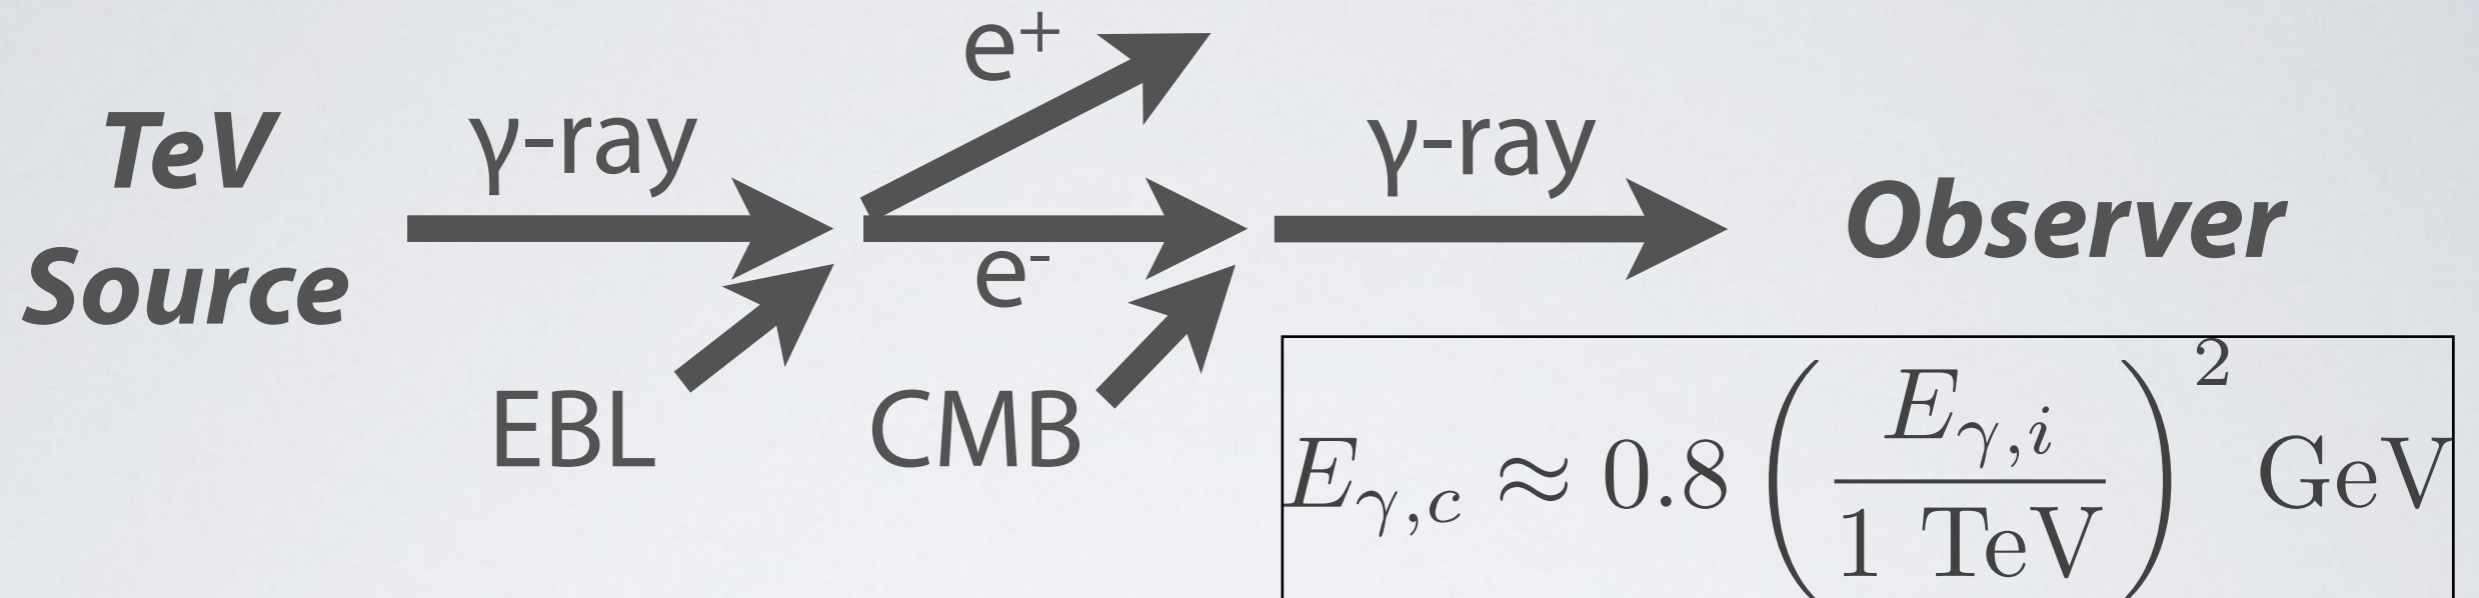 TeV
Source
γ-ray
e⁺
e⁻
γ-ray
Observer
EBL
CMB
E_{γ,c} ≈ 0.8 (E_{γ,i} / 1 TeV)² GeV